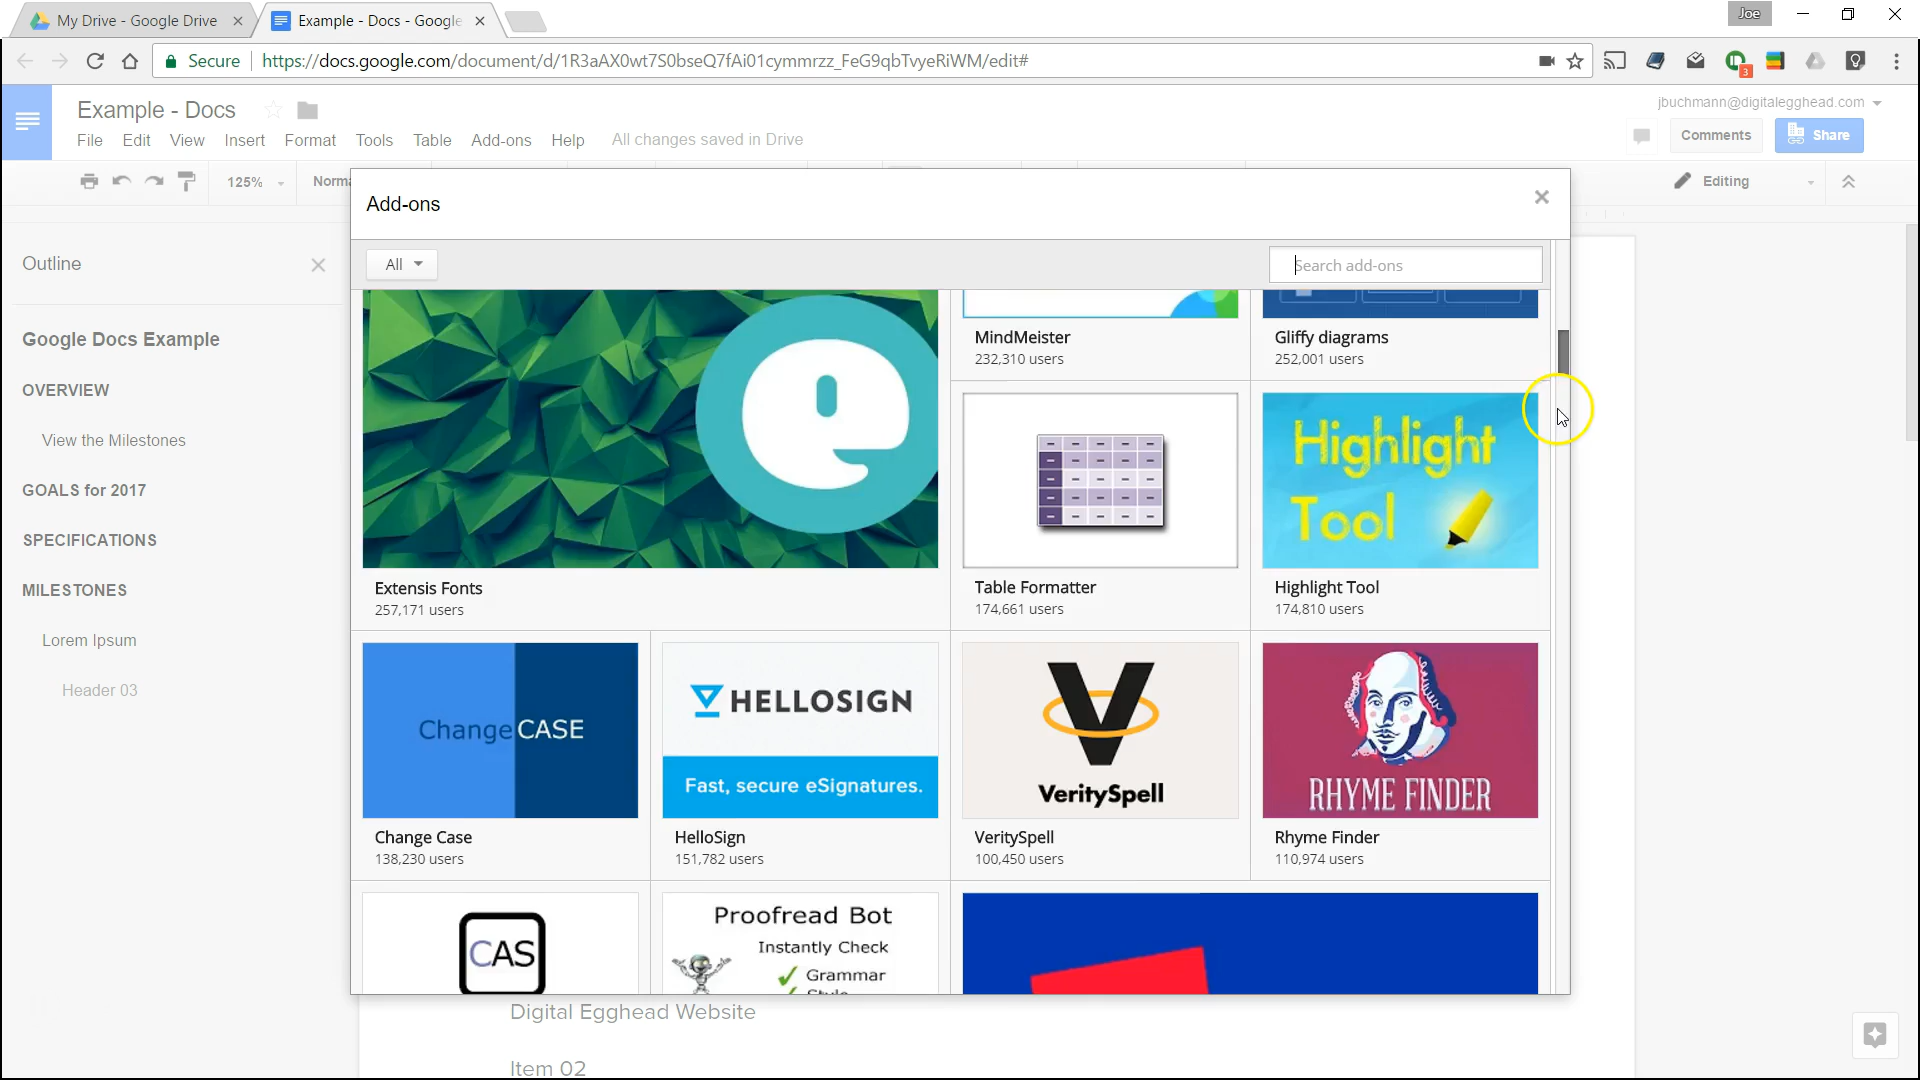 My Drive - Google Drive
Example - Docs - Google
Joe
Secure
https://docs.google.com/document/d/1R3aAX0wt7S0bseQ7fAi01cymmrzz_FeG9qbTvyeRiWM/edit#
3
Example - Docs
jbuchmann@digitalegghead.com
File Edit View Insert Format Tools Table Add-ons Help All changes saved in Drive
Comments
Share
125%
Norma
Editing
Add-ons
Outline
All
Search add-ons
Google Docs Example
OVERVIEW
View the Milestones
GOALS for 2017
SPECIFICATIONS
MILESTONES
Lorem Ipsum
Header 03
MindMeister
232,310 users
Gliffy diagrams
252,001 users
Highlight
Tool
Extensis Fonts
257,171 users
Table Formatter
174,661 users
Highlight Tool
174,810 users
ChangeCASE
HELLOSIGN
Fast, secure eSignatures.
VeritySpell
RHYME FINDER
Change Case
138,230 users
HelloSign
151,782 users
VeritySpell
100,450 users
Rhyme Finder
110,974 users
CAS
Proofread Bot
Instantly Check
Grammar
Style
Digital Egghead Website
Item 02